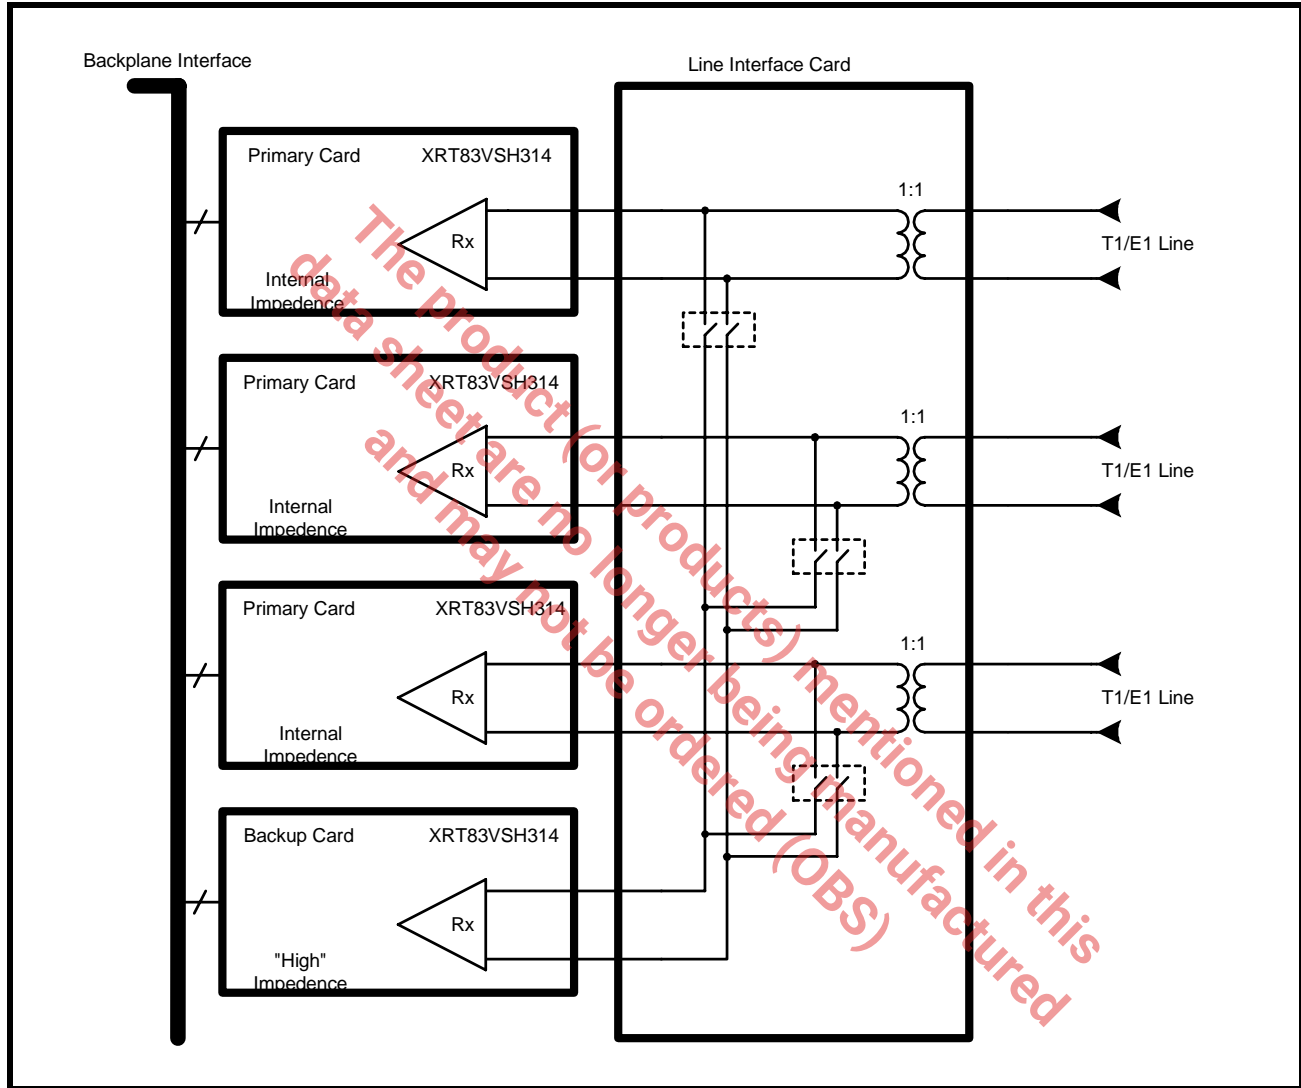 Backplane Interface
Line Interface Card
Primary Card XRT83VSH314
Rx
Internal
Impedence
1:1
T1/E1 Line
Primary Card XRT83VSH314
Rx
Internal
Impedence
1:1
T1/E1 Line
Primary Card XRT83VSH314
Rx
Internal
Impedence
1:1
T1/E1 Line
Backup Card XRT83VSH314
Rx
"High"
Impedence
The product (or products) mentioned in this
data sheet are no longer being manufactured
and may not be ordered (OBS)